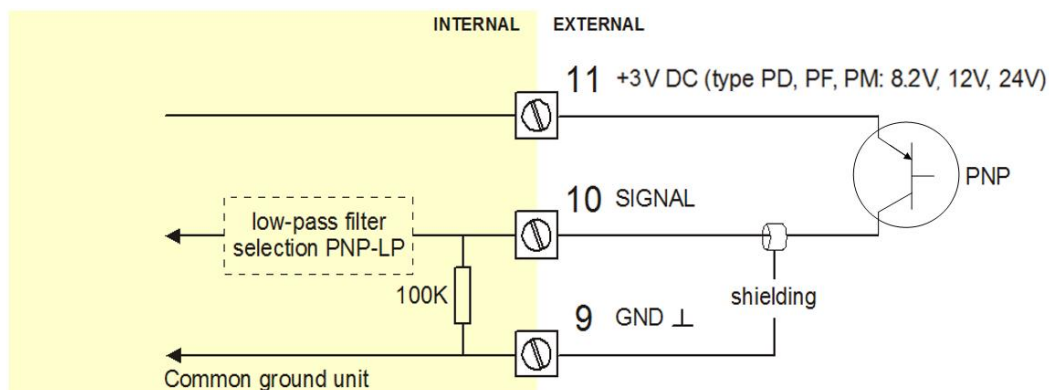 INTERNAL EXTERNAL
11 +3V DC (type PD, PF, PM: 8.2V, 12V, 24V)
PNP
10 SIGNAL
low-pass filter
selection PNP-LP
100K
shielding
9 GND ⊥
Common ground unit